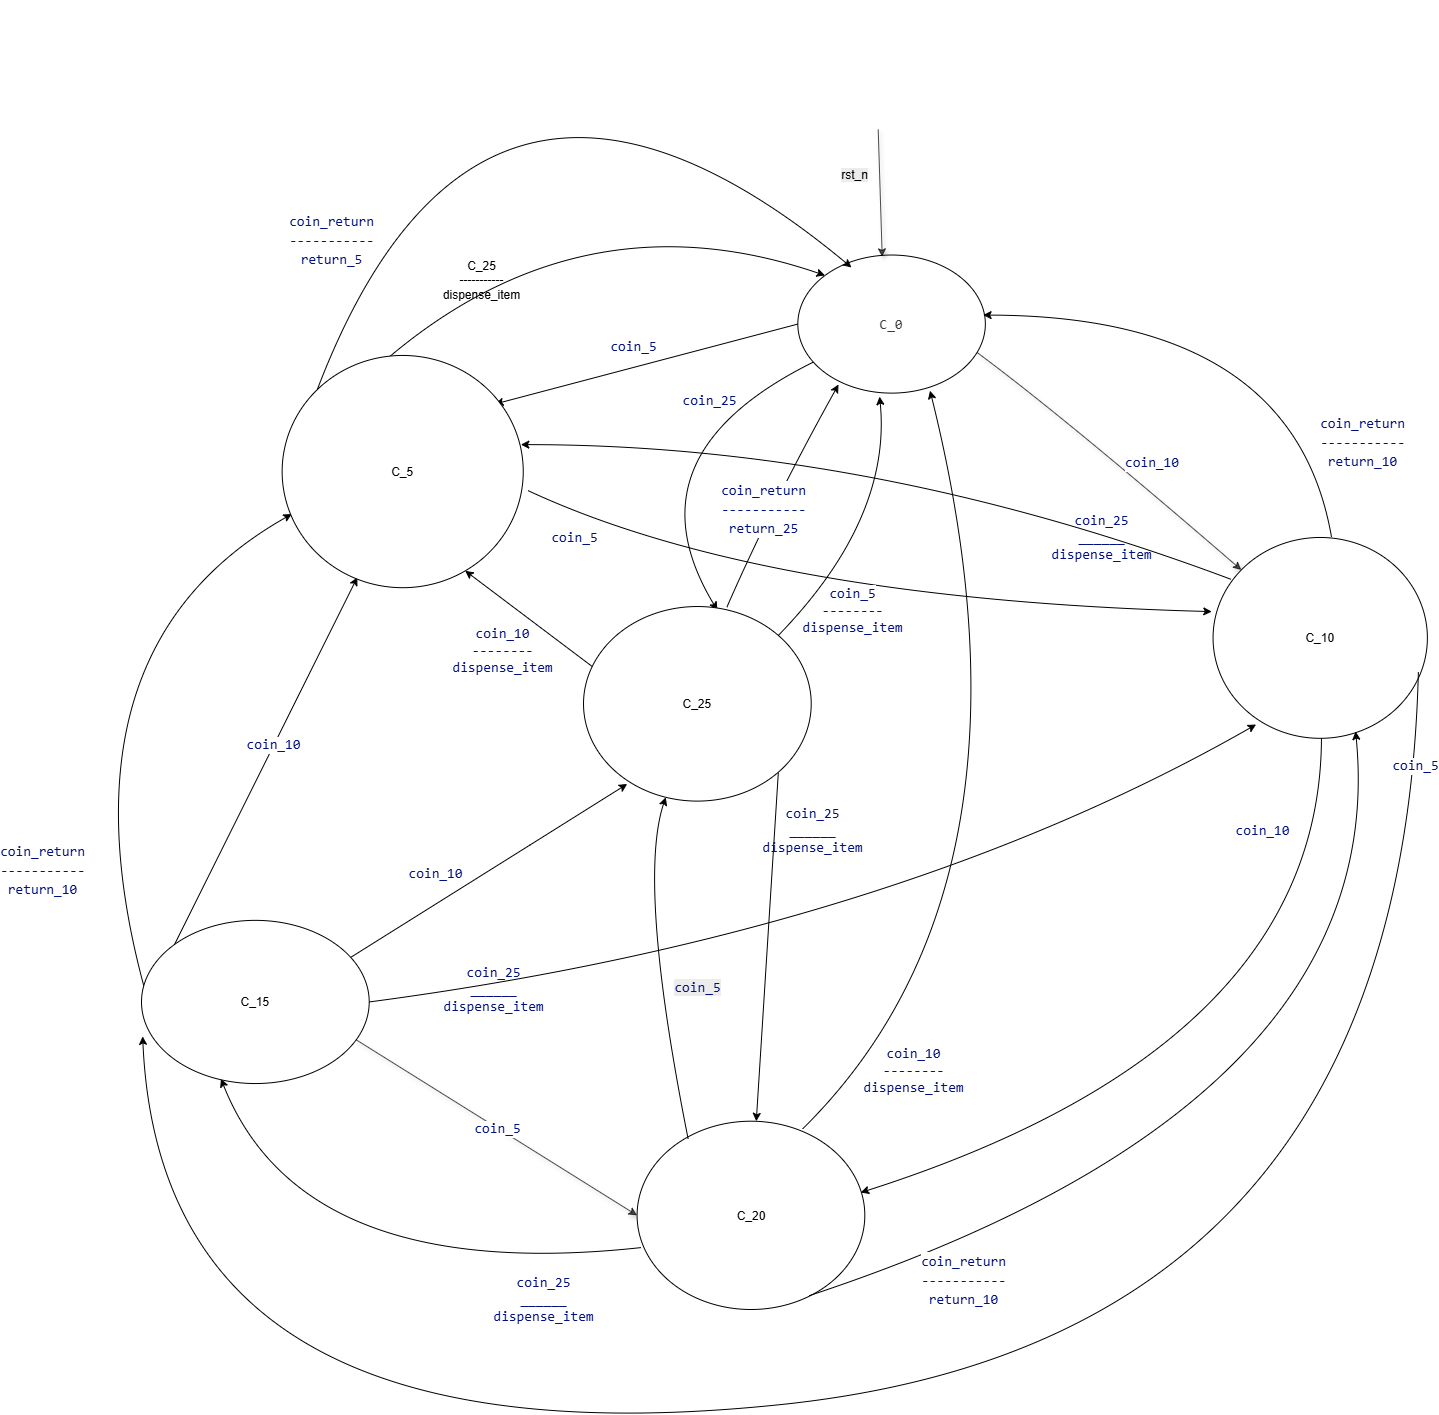 rst_n
coin_return
-----------
return_5
C_25
-----------
dispense_item
C_0
coin_5
coin_25
coin_return
-----------
return_10
coin_10
C_5
coin_return
-----------
return_25
coin_25
______
dispense_item
coin_5
coin_5
--------
dispense_item
coin_10
--------
dispense_item
C_10
C_25
coin_10
coin_5
coin_25
______
dispense_item
coin_10
coin_return
-----------
return_10
coin_10
coin_25
______
dispense_item
coin_5
C_15
coin_10
--------
dispense_item
coin_5
C_20
coin_return
-----------
return_10
coin_25
______
dispense_item